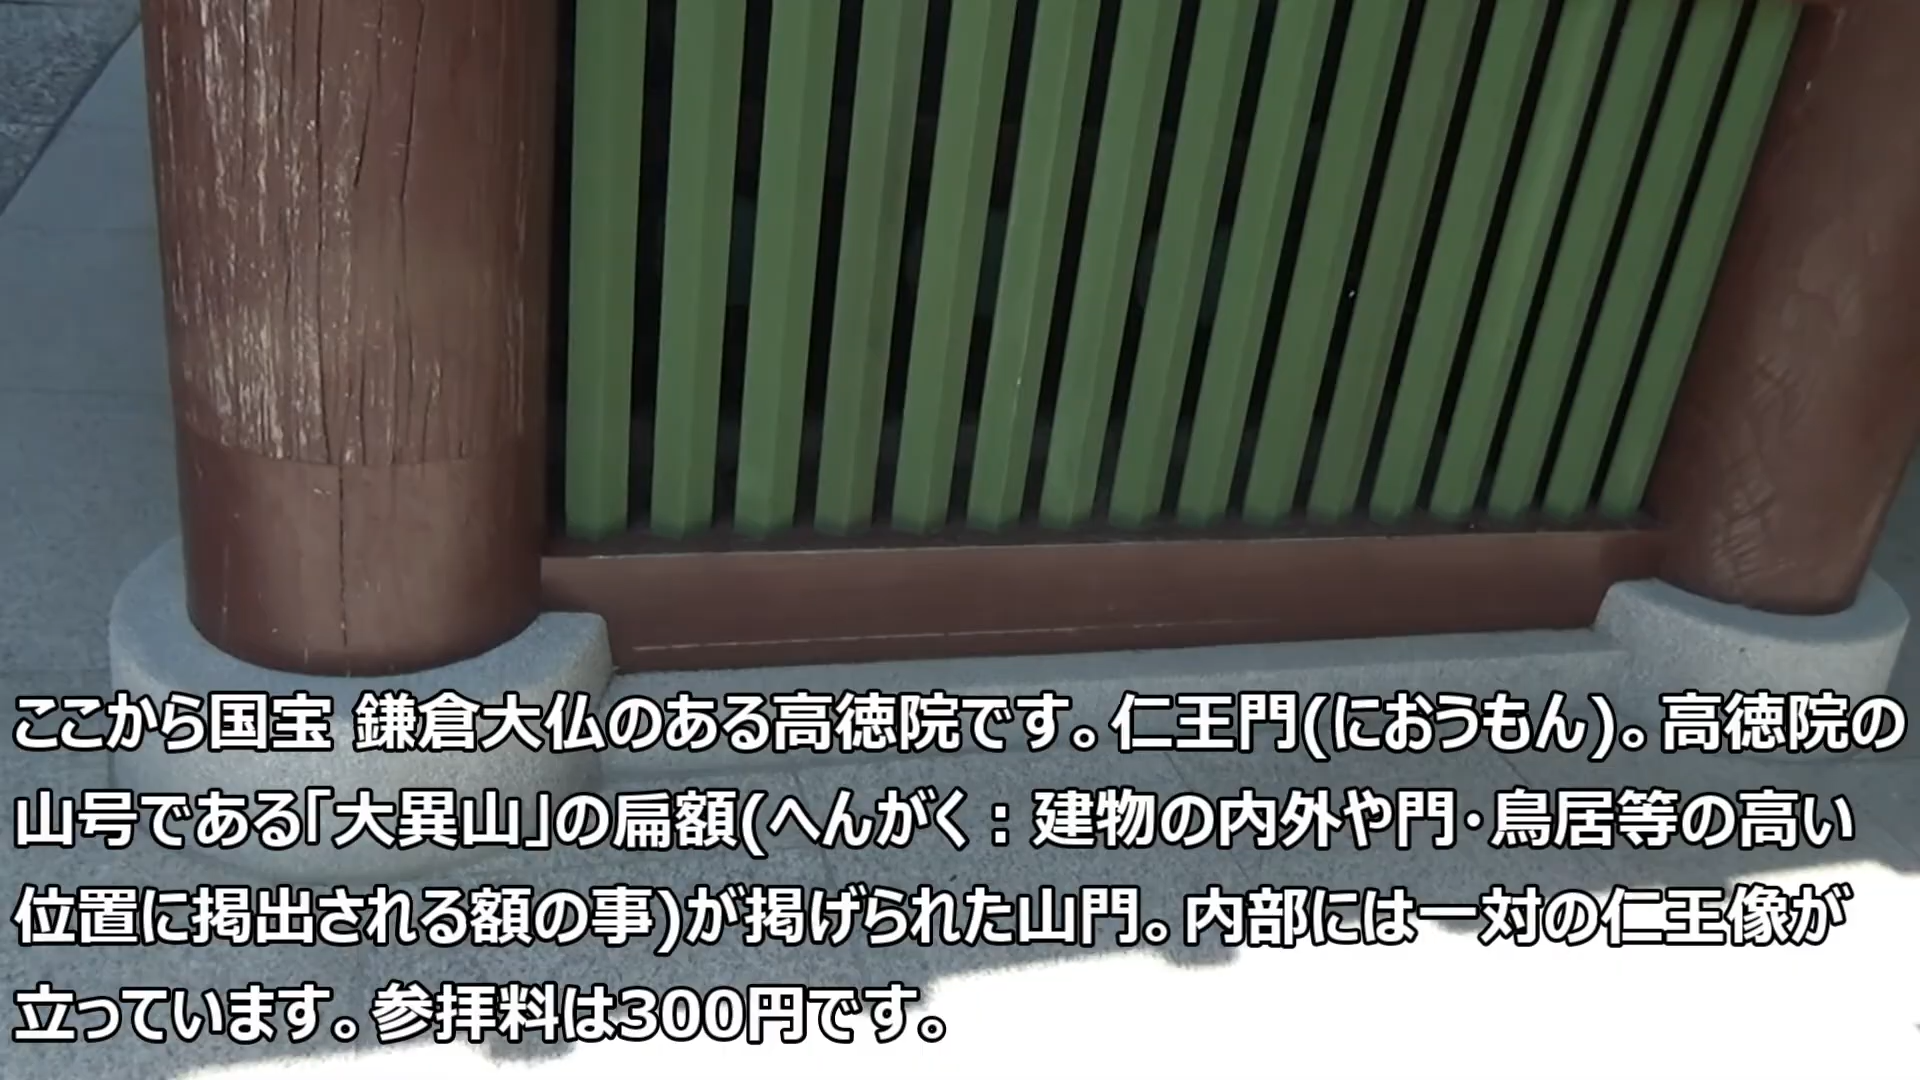 ここから国宝 鎌倉大仏のある高徳院です。仁王門(におうもん)。高徳院の
山号である「大異山」の扁額(へんがく：建物の内外や門・鳥居等の高い
位置に掲出される額の事)が掲げられた山門。内部には一対の仁王像が
立っています。参拝料は300円です。